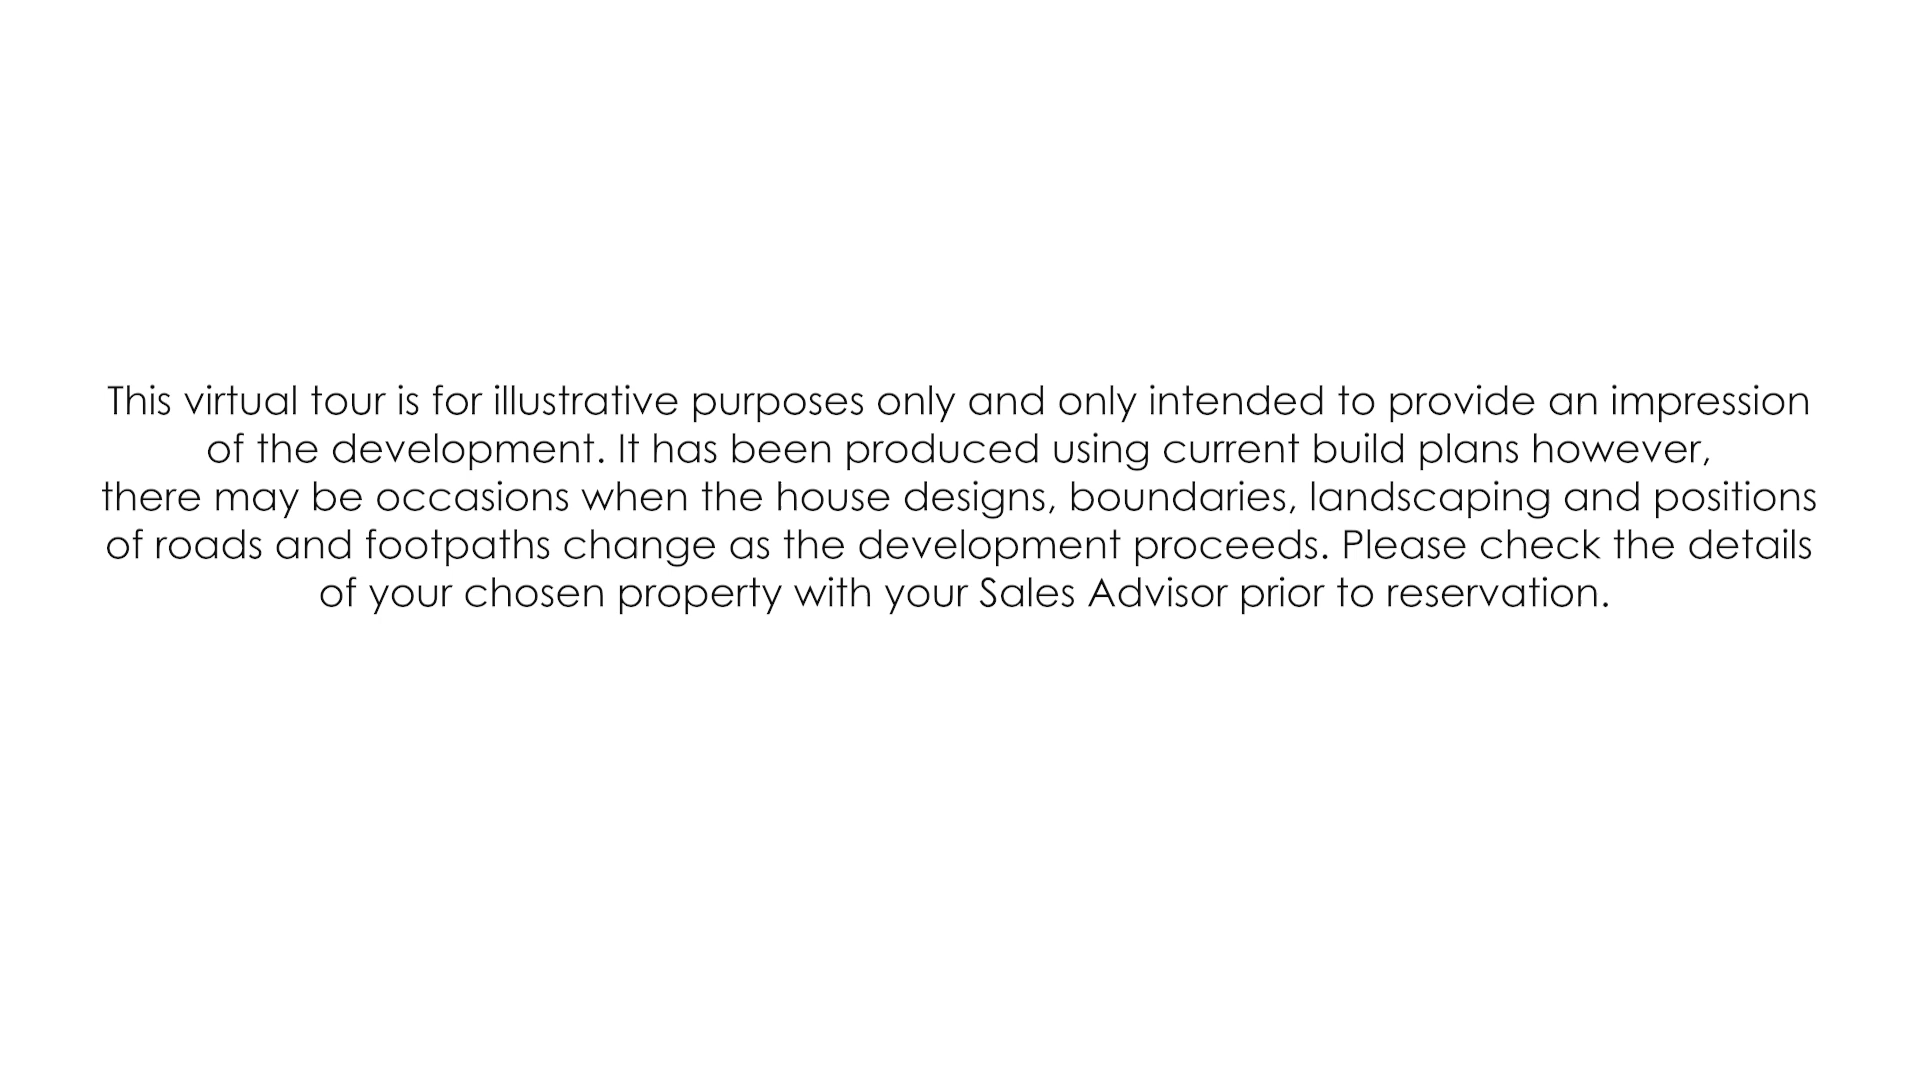 This virtual tour is for illustrative purposes only and only intended to provide an impression
of the development. It has been produced using current build plans however,
there may be occasions when the house designs, boundaries, landscaping and positions
of roads and footpaths change as the development proceeds. Please check the details
of your chosen property with your Sales Advisor prior to reservation.